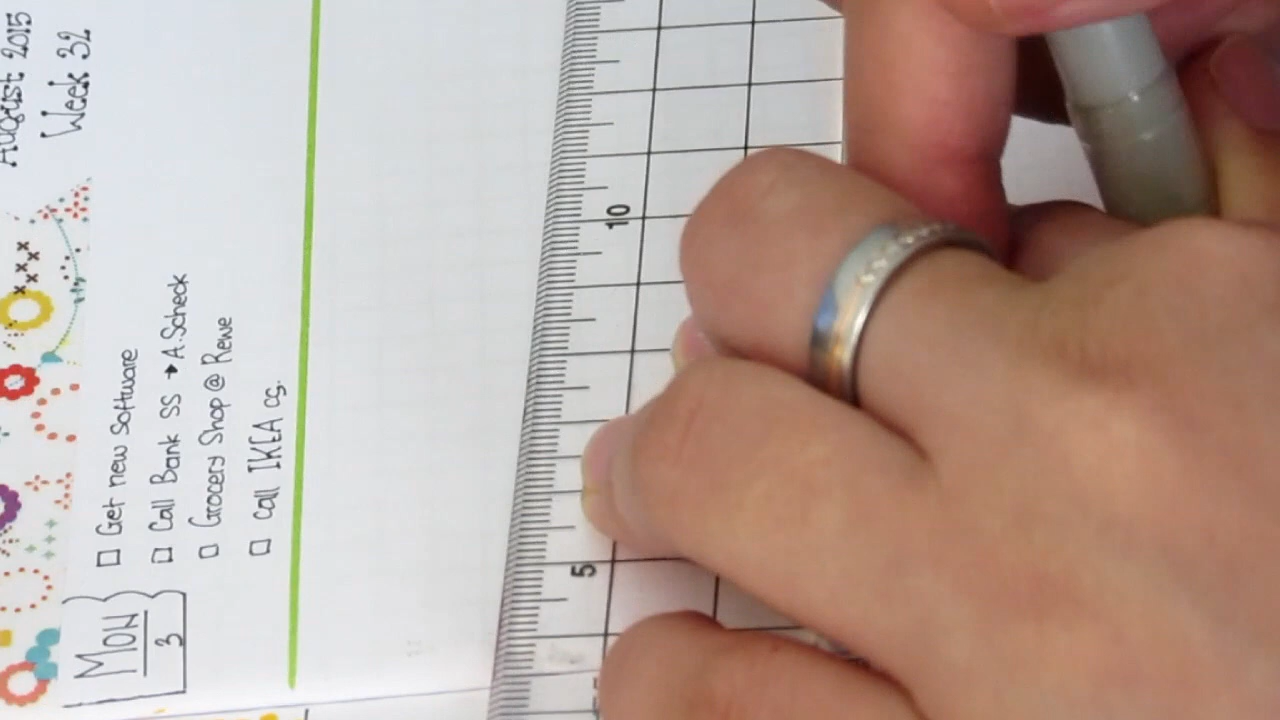 August 2015
Week 32
MON
3
Get new software
Call Bank SS → A.Scheck
Grocery Shop @ Rewe
call IKEA cs.
10
5